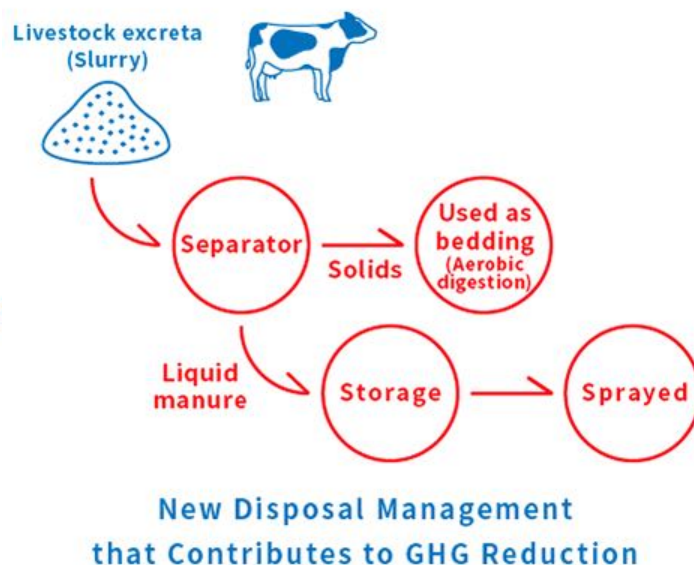 Livestock excreta
(Slurry)
Separator
Solids
Used as
bedding
(Aerobic
digestion)
Liquid
manure
Storage
Sprayed
New Disposal Management
that Contributes to GHG Reduction